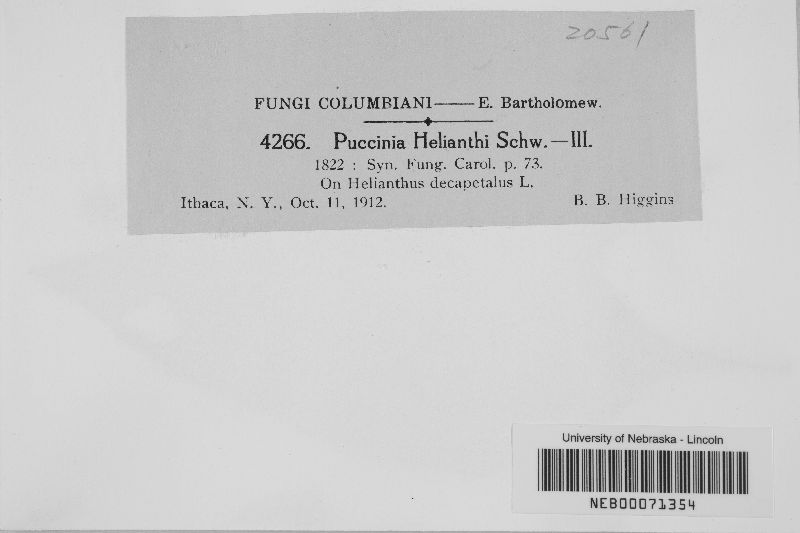 20561
FUNGI COLUMBIANI—— E. Bartholomew.
4266. Puccinia Helianthi Schw.—III.
1822 : Syn. Fung. Carol. p. 73.
On Helianthus decapetalus L.
Ithaca, N. Y., Oct. 11, 1912. B. B. Higgins
University of Nebraska - Lincoln
NEB00071354